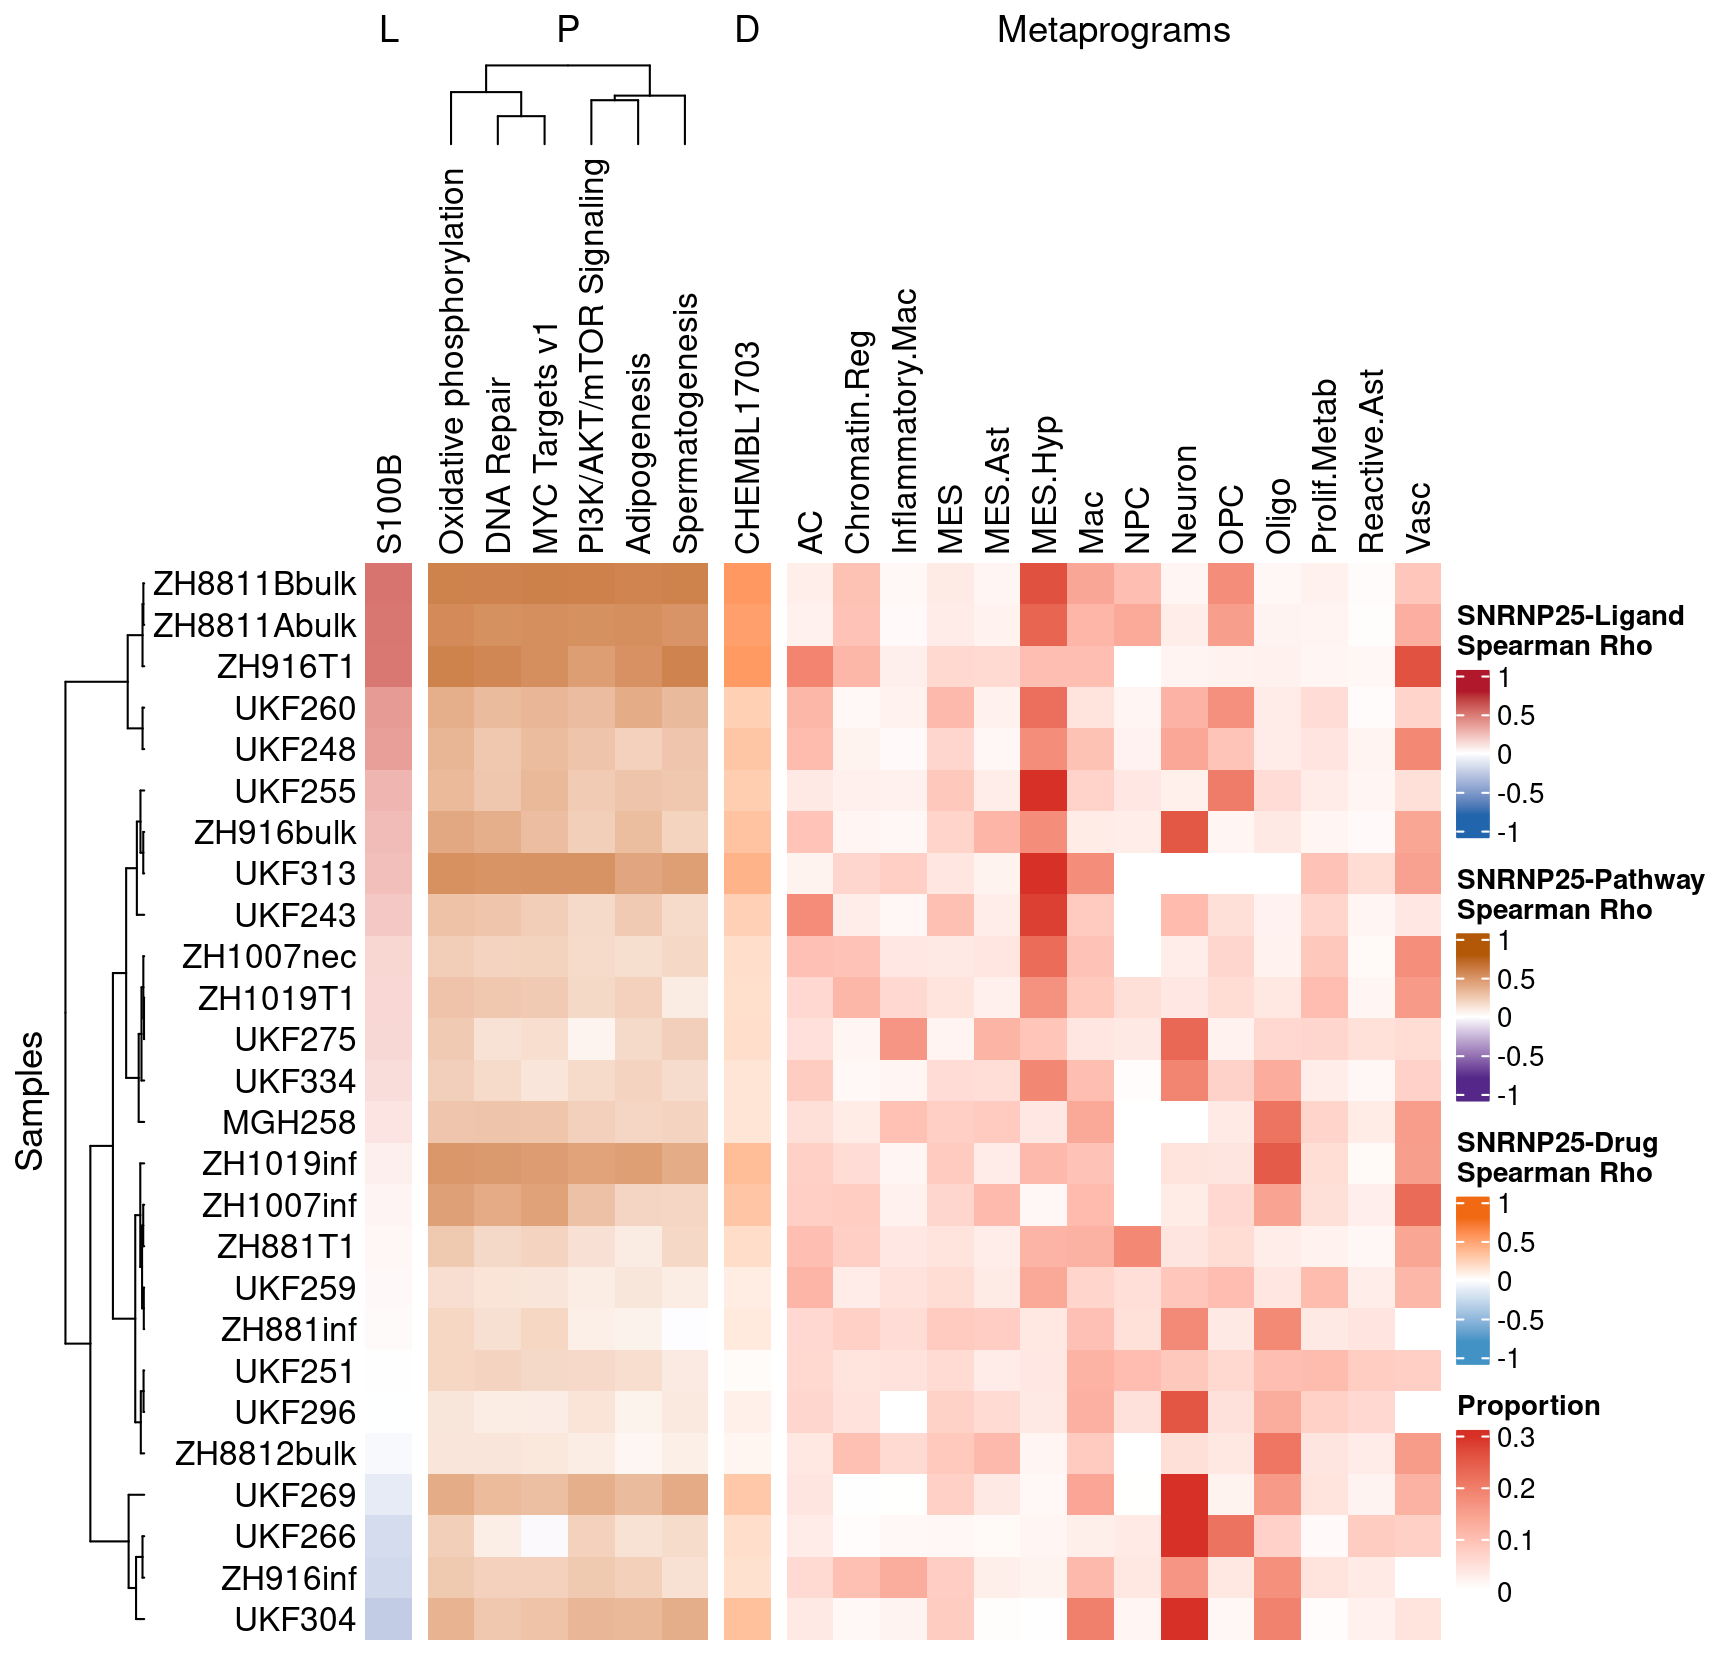 L P D Metaprograms
S100B
Oxidative phosphorylation
DNA Repair
MYC Targets v1
PI3K/AKT/mTOR Signaling
Adipogenesis
Spermatogenesis
CHEMBL1703
AC
Chromatin.Reg
Inflammatory.Mac
MES
MES.Ast
MES.Hyp
Mac
NPC
Neuron
OPC
Oligo
Prolif.Metab
Reactive.Ast
Vasc
Samples
ZH8811Bbulk
ZH8811Abulk
ZH916T1
UKF260
UKF248
UKF255
ZH916bulk
UKF313
UKF243
ZH1007nec
ZH1019T1
UKF275
UKF334
MGH258
ZH1019inf
ZH1007inf
ZH881T1
UKF259
ZH881inf
UKF251
UKF296
ZH8812bulk
UKF269
UKF266
ZH916inf
UKF304
SNRNP25-Ligand
Spearman Rho
1
0.5
0
-0.5
-1
SNRNP25-Pathway
Spearman Rho
1
0.5
0
-0.5
-1
SNRNP25-Drug
Spearman Rho
1
0.5
0
-0.5
-1
Proportion
0.3
0.2
0.1
0